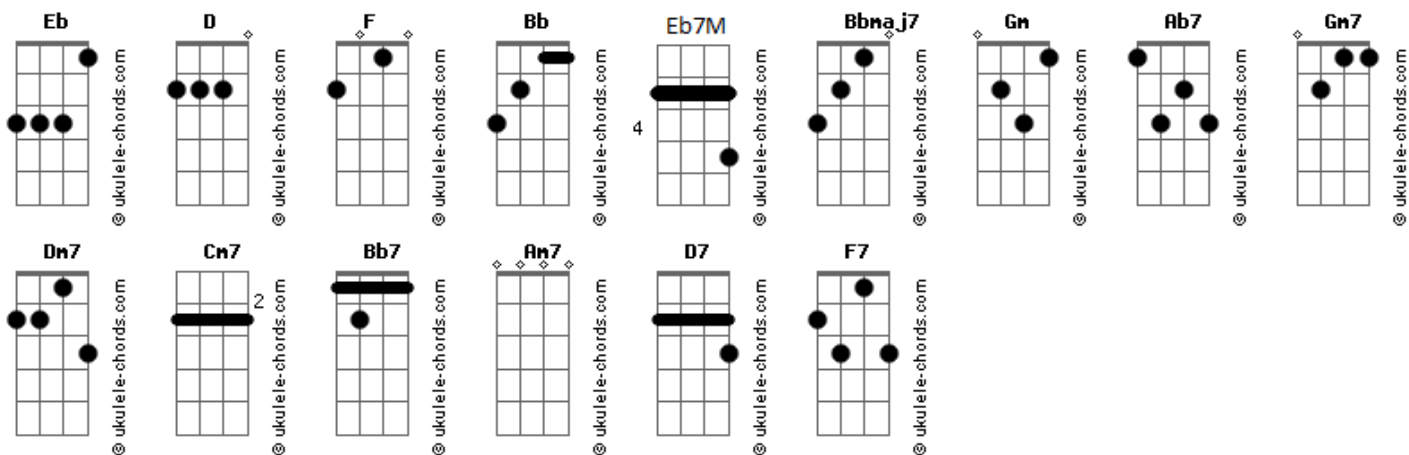 Eb D F Bb Eb7M Bbmaj7 Gm Ab7 Gm7
© ukulele-chords.com © ukulele-chords.com © ukulele-chords.com © ukulele-chords.com 4 © ukulele-chords.com © ukulele-chords.com © ukulele-chords.com © ukulele-chords.com © ukulele-chords.com
Dm7 Cm7 Bb7 Am7 D7 F7
© ukulele-chords.com 2 © ukulele-chords.com © ukulele-chords.com © ukulele-chords.com © ukulele-chords.com © ukulele-chords.com